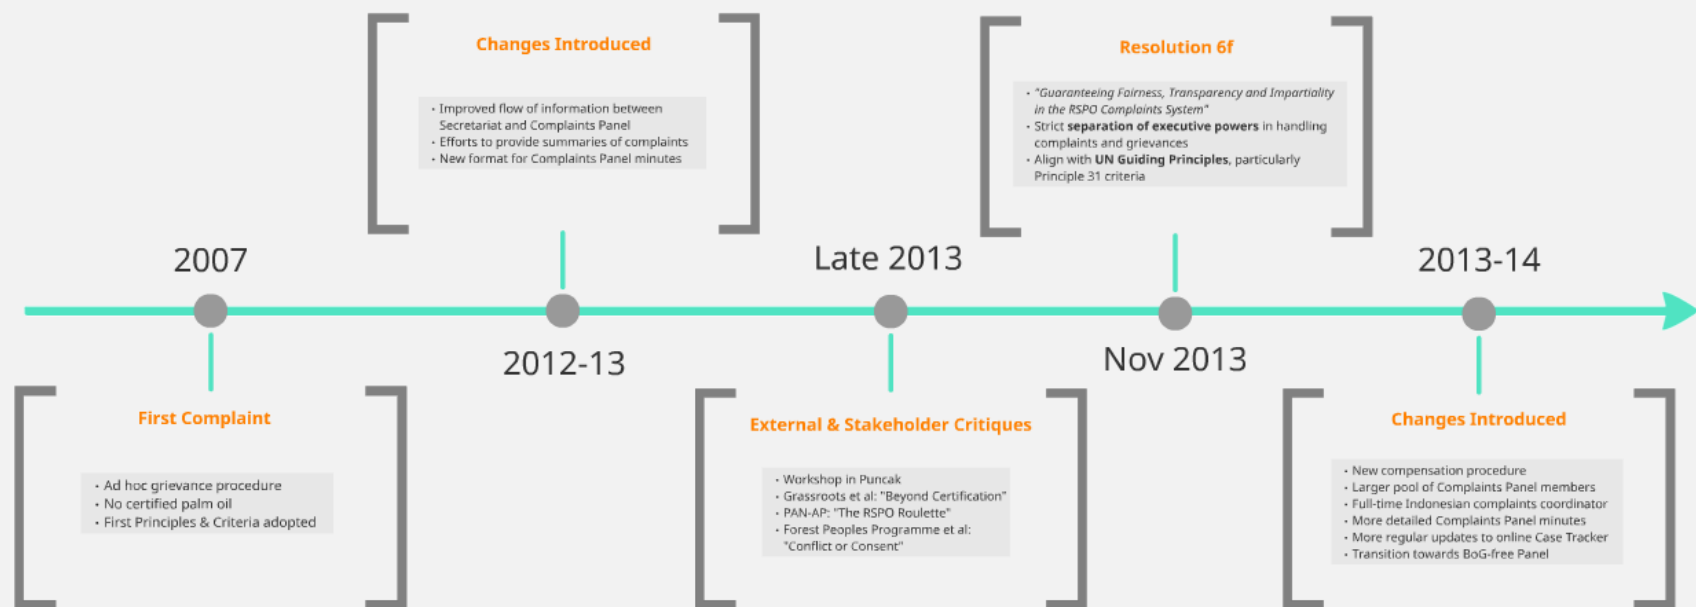 2007
First Complaint
• Ad hoc grievance procedure
• No certified palm oil
• First Principles & Criteria adopted
Changes Introduced
• Improved flow of information between
Secretariat and Complaints Panel
• Efforts to provide summaries of complaints
• New format for Complaints Panel minutes
2012-13
Late 2013
External & Stakeholder Critiques
• Workshop in Puncak
• Grassroots et al: "Beyond Certification"
• PAN-AP: "The RSPO Roulette"
• Forest Peoples Programme et al:
"Conflict or Consent"
Resolution 6f
• "Guaranteeing Fairness, Transparency and Impartiality
in the RSPO Complaints System"
• Strict separation of executive powers in handling
complaints and grievances
• Align with UN Guiding Principles, particularly
Principle 31 criteria
Nov 2013
2013-14
Changes Introduced
• New compensation procedure
• Larger pool of Complaints Panel members
• Full-time Indonesian complaints coordinator
• More detailed Complaints Panel minutes
• More regular updates to online Case Tracker
• Transition towards BoG-free Panel